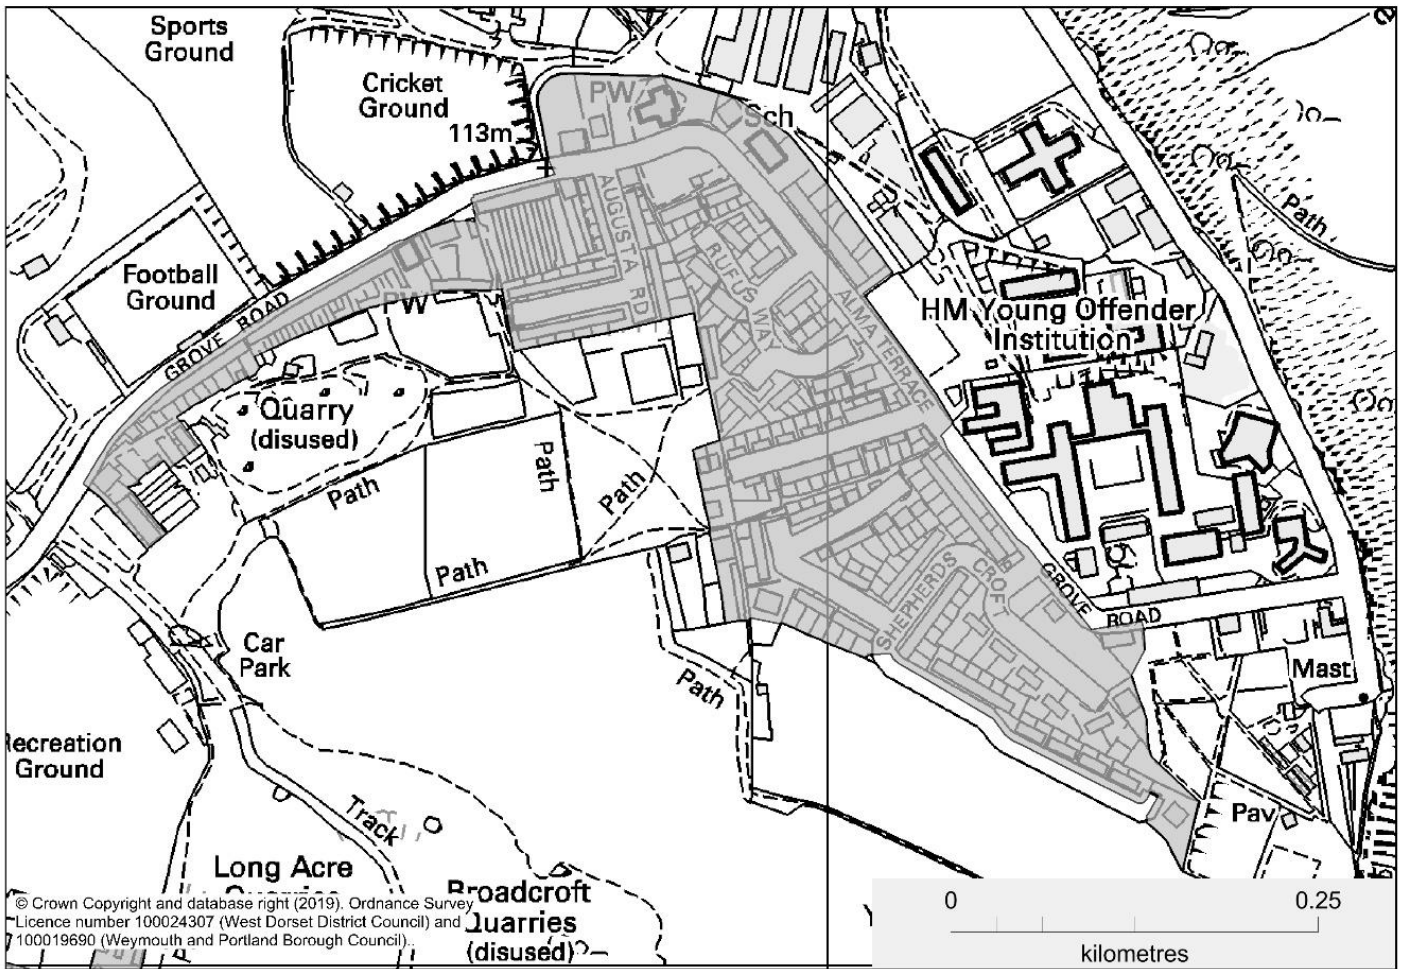 Sports
Ground
Cricket
Ground
113m
PW
Sch
Path
Football
Ground
GROVE ROAD
PW
AUGUSTA RD
RUFUS WAY
ALMA TERRACE
HM Young Offender
Institution
Quarry
(disused)
Path
Path
Path
Path
SHEPHERDS CROFT
GROVE ROAD
Car
Park
Path
Mast
Recreation
Ground
Track
Pav
Long Acre
Quarries
Broadcroft
Quarries
(disused)
© Crown Copyright and database right (2019). Ordnance Survey
Licence number 100024307 (West Dorset District Council) and
100019690 (Weymouth and Portland Borough Council)..
0 0.25
kilometres